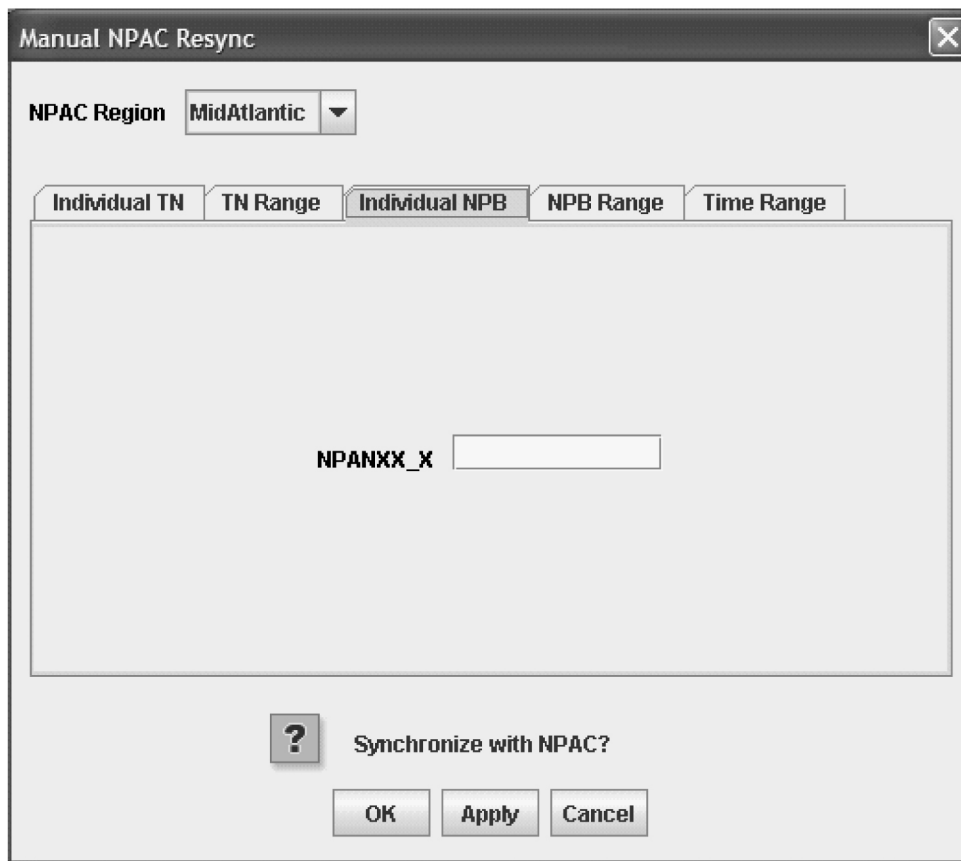 Manual NPAC Resync
NPAC Region MidAtlantic
Individual TN TN Range Individual NPB NPB Range Time Range
NPANXX_X
? Synchronize with NPAC?
OK Apply Cancel